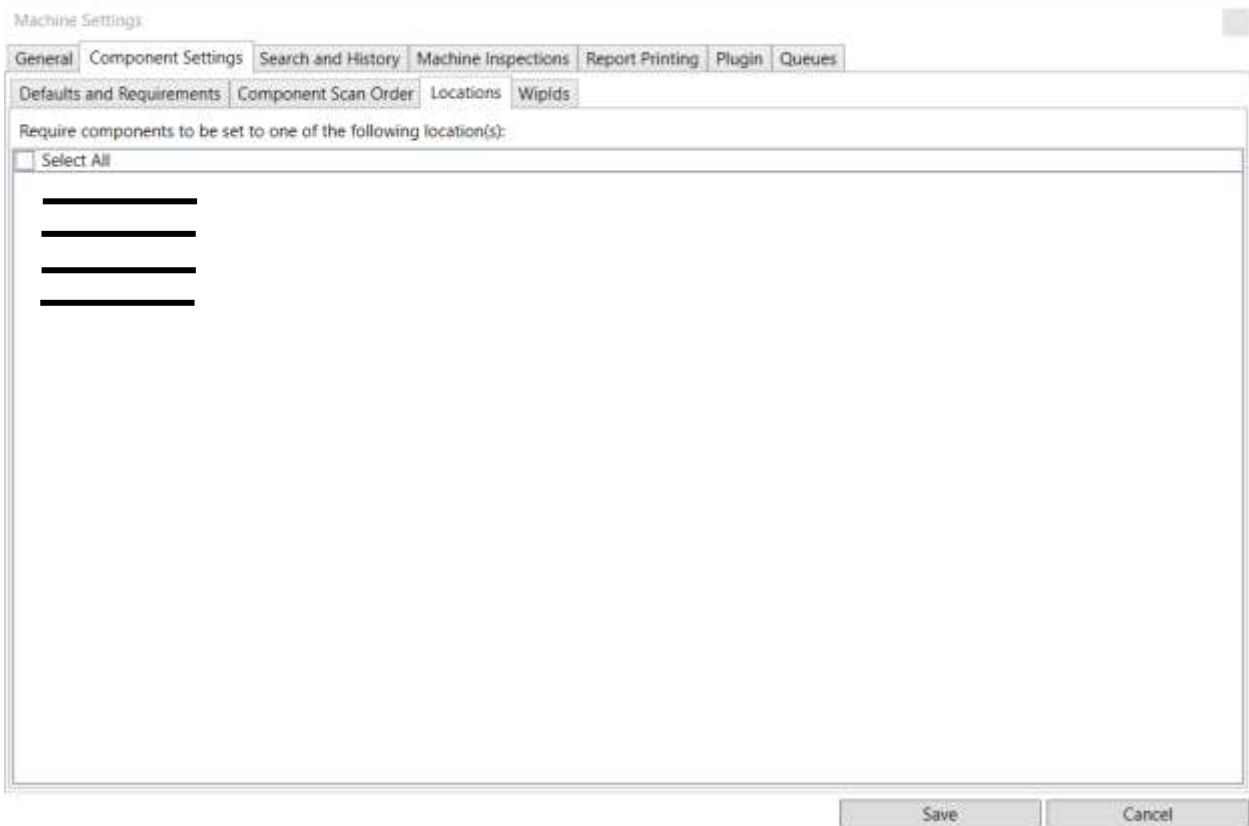 Machine Settings
General Component Settings Search and History Machine Inspections Report Printing Plugin Queues
Defaults and Requirements Component Scan Order Locations WipIds
Require components to be set to one of the following location(s):
Select All
Save Cancel